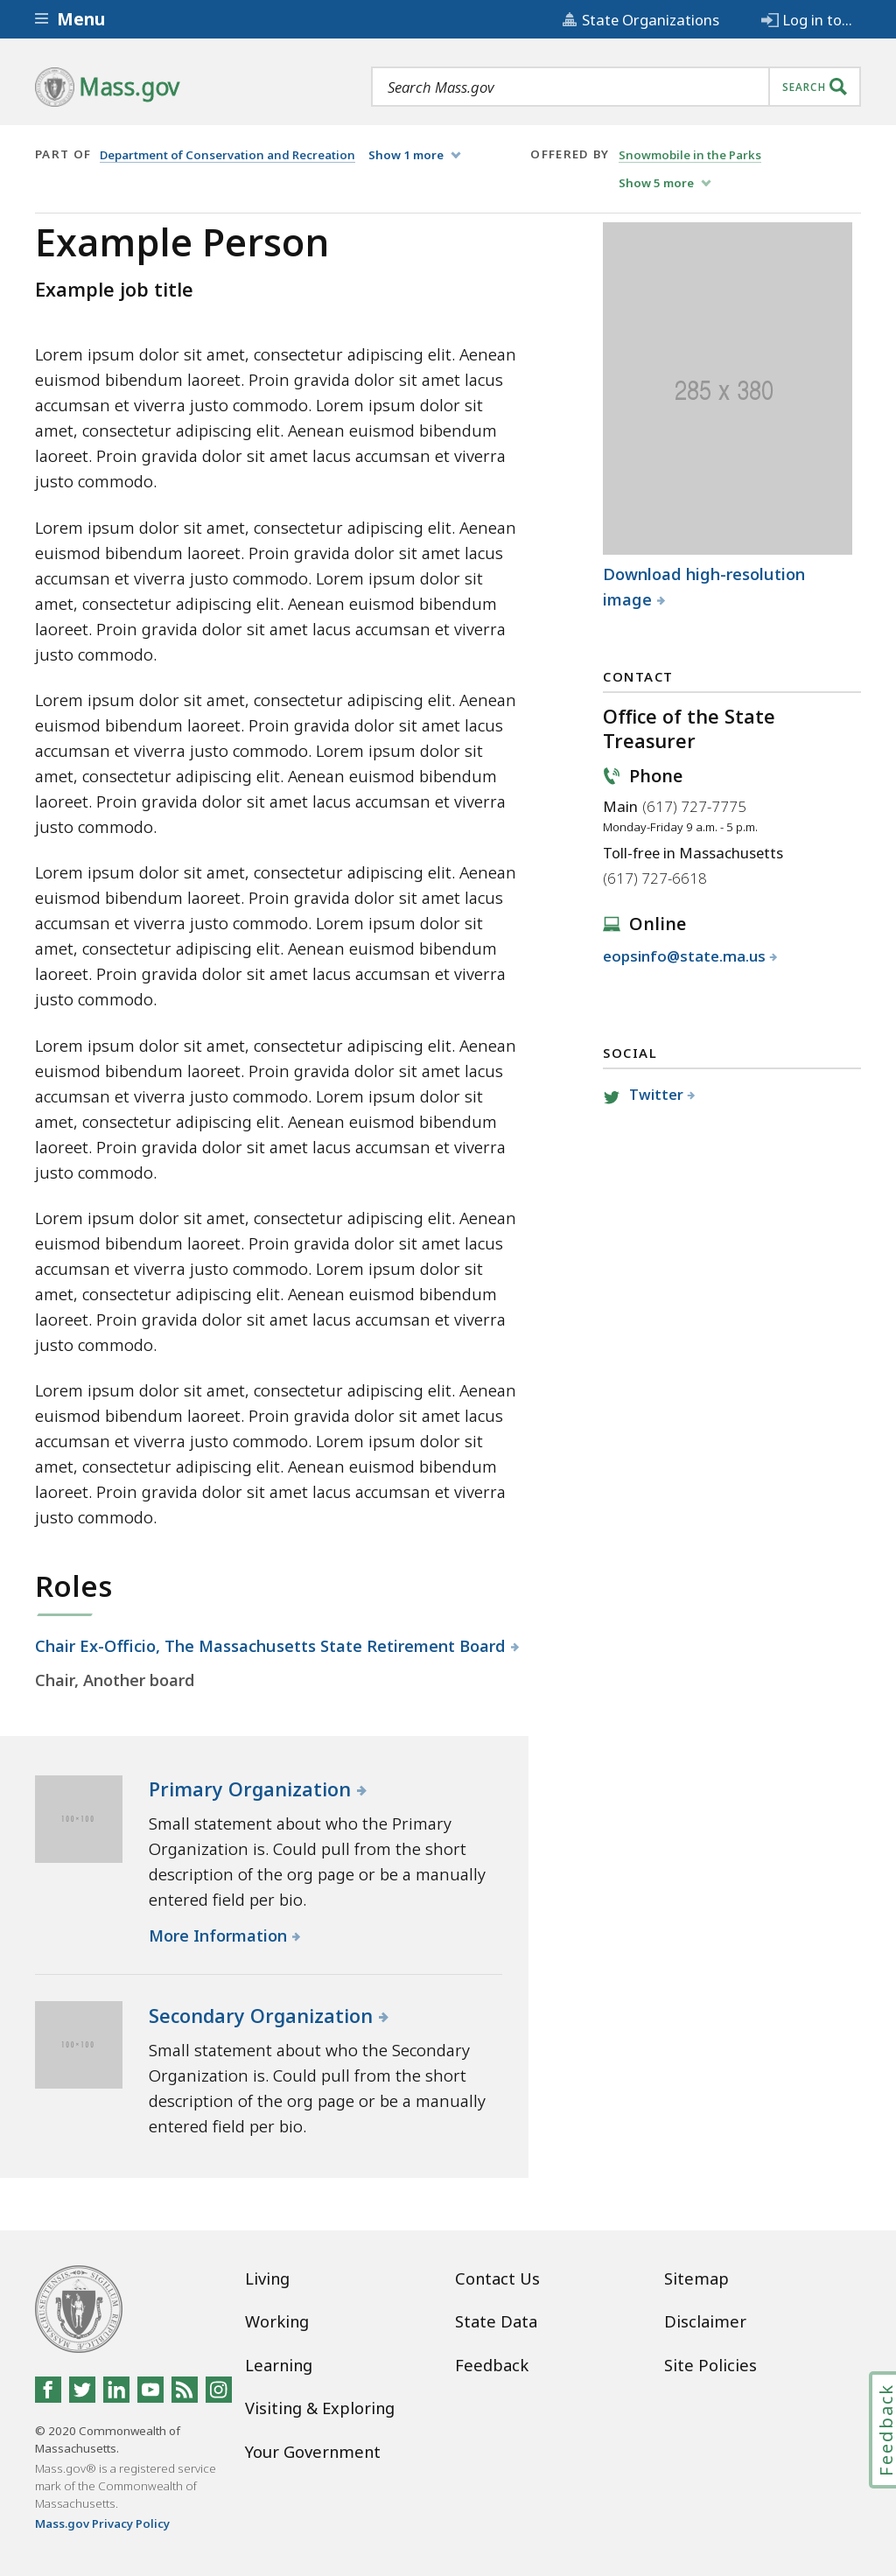 Menu
State Organizations
Log in to...
Mass.gov
Search Mass.gov
SEARCH
PART OF Department of Conservation and Recreation Show 1 more
OFFERED BY Snowmobile in the Parks
Show 5 more
Example Person
Example job title
Lorem ipsum dolor sit amet, consectetur adipiscing elit. Aenean
euismod bibendum laoreet. Proin gravida dolor sit amet lacus
accumsan et viverra justo commodo. Lorem ipsum dolor sit
amet, consectetur adipiscing elit. Aenean euismod bibendum
laoreet. Proin gravida dolor sit amet lacus accumsan et viverra
justo commodo.
Lorem ipsum dolor sit amet, consectetur adipiscing elit. Aenean
euismod bibendum laoreet. Proin gravida dolor sit amet lacus
accumsan et viverra justo commodo. Lorem ipsum dolor sit
amet, consectetur adipiscing elit. Aenean euismod bibendum
laoreet. Proin gravida dolor sit amet lacus accumsan et viverra
justo commodo.
Lorem ipsum dolor sit amet, consectetur adipiscing elit. Aenean
euismod bibendum laoreet. Proin gravida dolor sit amet lacus
accumsan et viverra justo commodo. Lorem ipsum dolor sit
amet, consectetur adipiscing elit. Aenean euismod bibendum
laoreet. Proin gravida dolor sit amet lacus accumsan et viverra
justo commodo.
Lorem ipsum dolor sit amet, consectetur adipiscing elit. Aenean
euismod bibendum laoreet. Proin gravida dolor sit amet lacus
accumsan et viverra justo commodo. Lorem ipsum dolor sit
amet, consectetur adipiscing elit. Aenean euismod bibendum
laoreet. Proin gravida dolor sit amet lacus accumsan et viverra
justo commodo.
Lorem ipsum dolor sit amet, consectetur adipiscing elit. Aenean
euismod bibendum laoreet. Proin gravida dolor sit amet lacus
accumsan et viverra justo commodo. Lorem ipsum dolor sit
amet, consectetur adipiscing elit. Aenean euismod bibendum
laoreet. Proin gravida dolor sit amet lacus accumsan et viverra
justo commodo.
Lorem ipsum dolor sit amet, consectetur adipiscing elit. Aenean
euismod bibendum laoreet. Proin gravida dolor sit amet lacus
accumsan et viverra justo commodo. Lorem ipsum dolor sit
amet, consectetur adipiscing elit. Aenean euismod bibendum
laoreet. Proin gravida dolor sit amet lacus accumsan et viverra
justo commodo.
Lorem ipsum dolor sit amet, consectetur adipiscing elit. Aenean
euismod bibendum laoreet. Proin gravida dolor sit amet lacus
accumsan et viverra justo commodo. Lorem ipsum dolor sit
amet, consectetur adipiscing elit. Aenean euismod bibendum
laoreet. Proin gravida dolor sit amet lacus accumsan et viverra
justo commodo.
Roles
Chair Ex-Officio, The Massachusetts State Retirement Board
Chair, Another board
285 x 380
Download high-resolution
image
CONTACT
Office of the State
Treasurer
Phone
Main (617) 727-7775
Monday-Friday 9 a.m. - 5 p.m.
Toll-free in Massachusetts
(617) 727-6618
Online
eopsinfo@state.ma.us
SOCIAL
Twitter
100×100
Primary Organization
Small statement about who the Primary
Organization is. Could pull from the short
description of the org page or be a manually
entered field per bio.
More Information
100×100
Secondary Organization
Small statement about who the Secondary
Organization is. Could pull from the short
description of the org page or be a manually
entered field per bio.
Living
Working
Learning
Visiting & Exploring
Your Government
Contact Us
State Data
Feedback
Sitemap
Disclaimer
Site Policies
© 2020 Commonwealth of
Massachusetts.
Mass.gov® is a registered service
mark of the Commonwealth of
Massachusetts.
Mass.gov Privacy Policy
Feedback